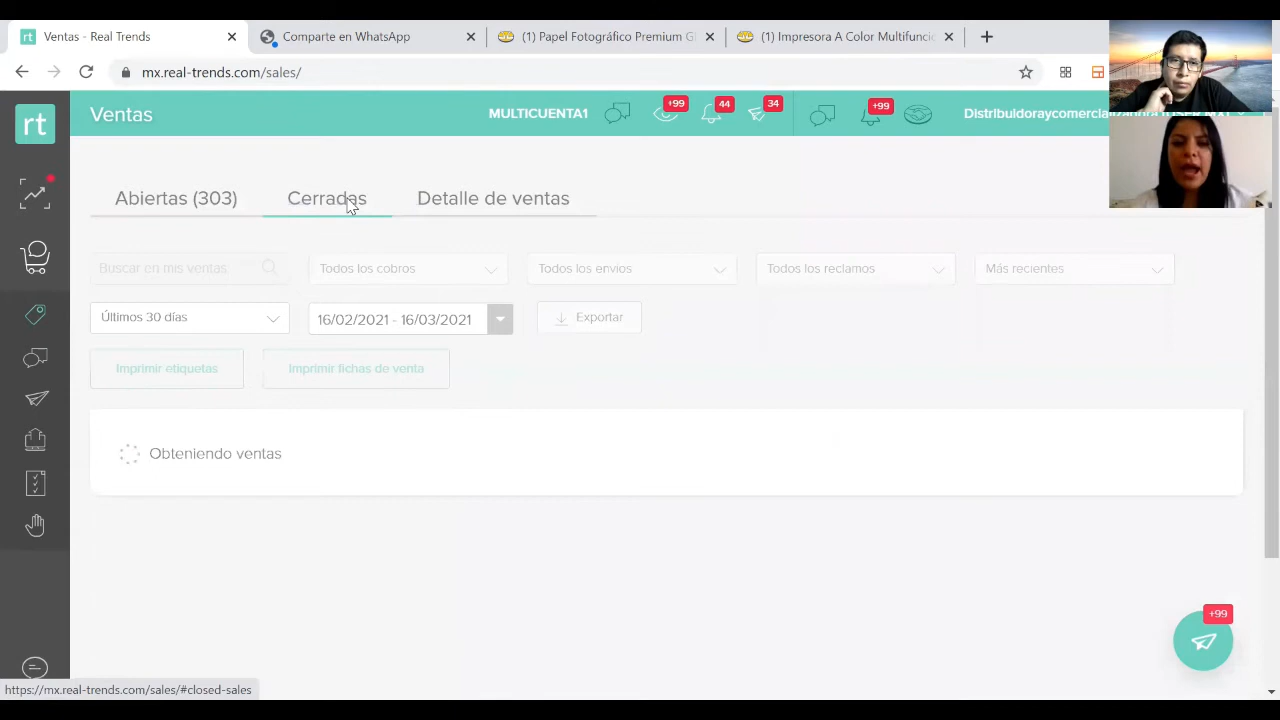 Ventas - Real Trends
Comparte en WhatsApp
(1) Papel Fotográfico Premium Gl
(1) Impresora A Color Multifunci
mx.real-trends.com/sales/
rt
Ventas
MULTICUENTA1
+99
44
34
+99
Abiertas (303)
Cerradas
Detalle de ventas
Buscar en mis ventas
Todos los cobros
Todos los envíos
Todos los reclamos
Más recientes
Últimos 30 días
16/02/2021 - 16/03/2021
Exportar
Imprimir etiquetas
Imprimir fichas de venta
Obteniendo ventas
+99
https://mx.real-trends.com/sales/#closed-sales